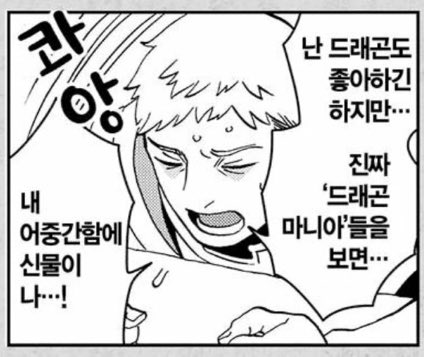 콰앙
난 드래곤도
좋아하긴
하지만…
진짜
‘드래곤
마니아’들을
보면…
내
어중간함에
신물이
나…!